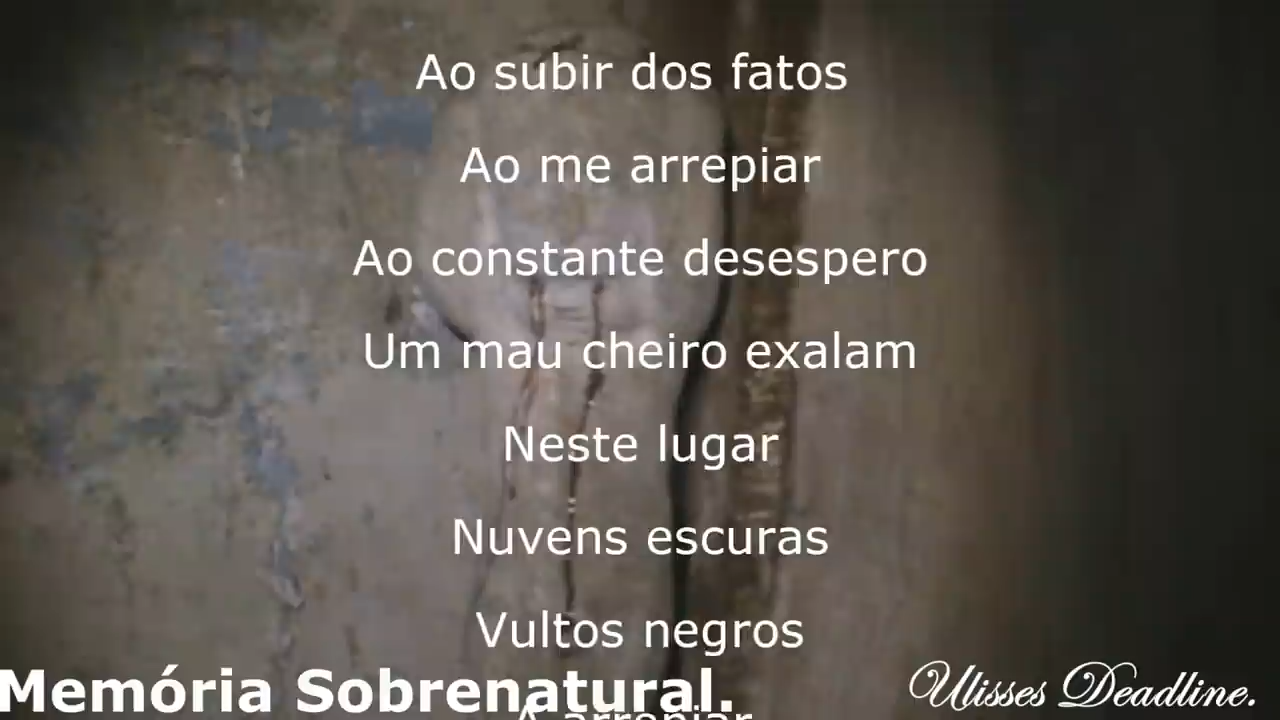 Ao subir dos fatos
Ao me arrepiar
Ao constante desespero
Um mau cheiro exalam
Neste lugar
Nuvens escuras
Vultos negros
A arrepiar
Memória Sobrenatural.
Ulisses Deadline.